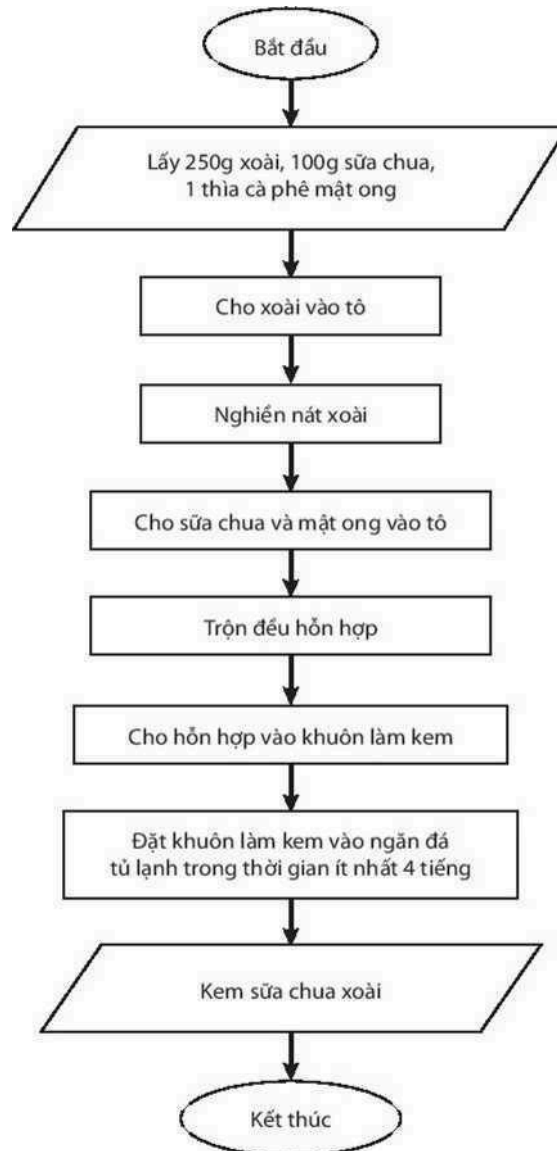 Bắt đầu
Lấy 250g xoài, 100g sữa chua,
1 thìa cà phê mật ong
Cho xoài vào tô
Nghiền nát xoài
Cho sữa chua và mật ong vào tô
Trộn đều hỗn hợp
Cho hỗn hợp vào khuôn làm kem
Đặt khuôn làm kem vào ngăn đá
tủ lạnh trong thời gian ít nhất 4 tiếng
Kem sữa chua xoài
Kết thúc